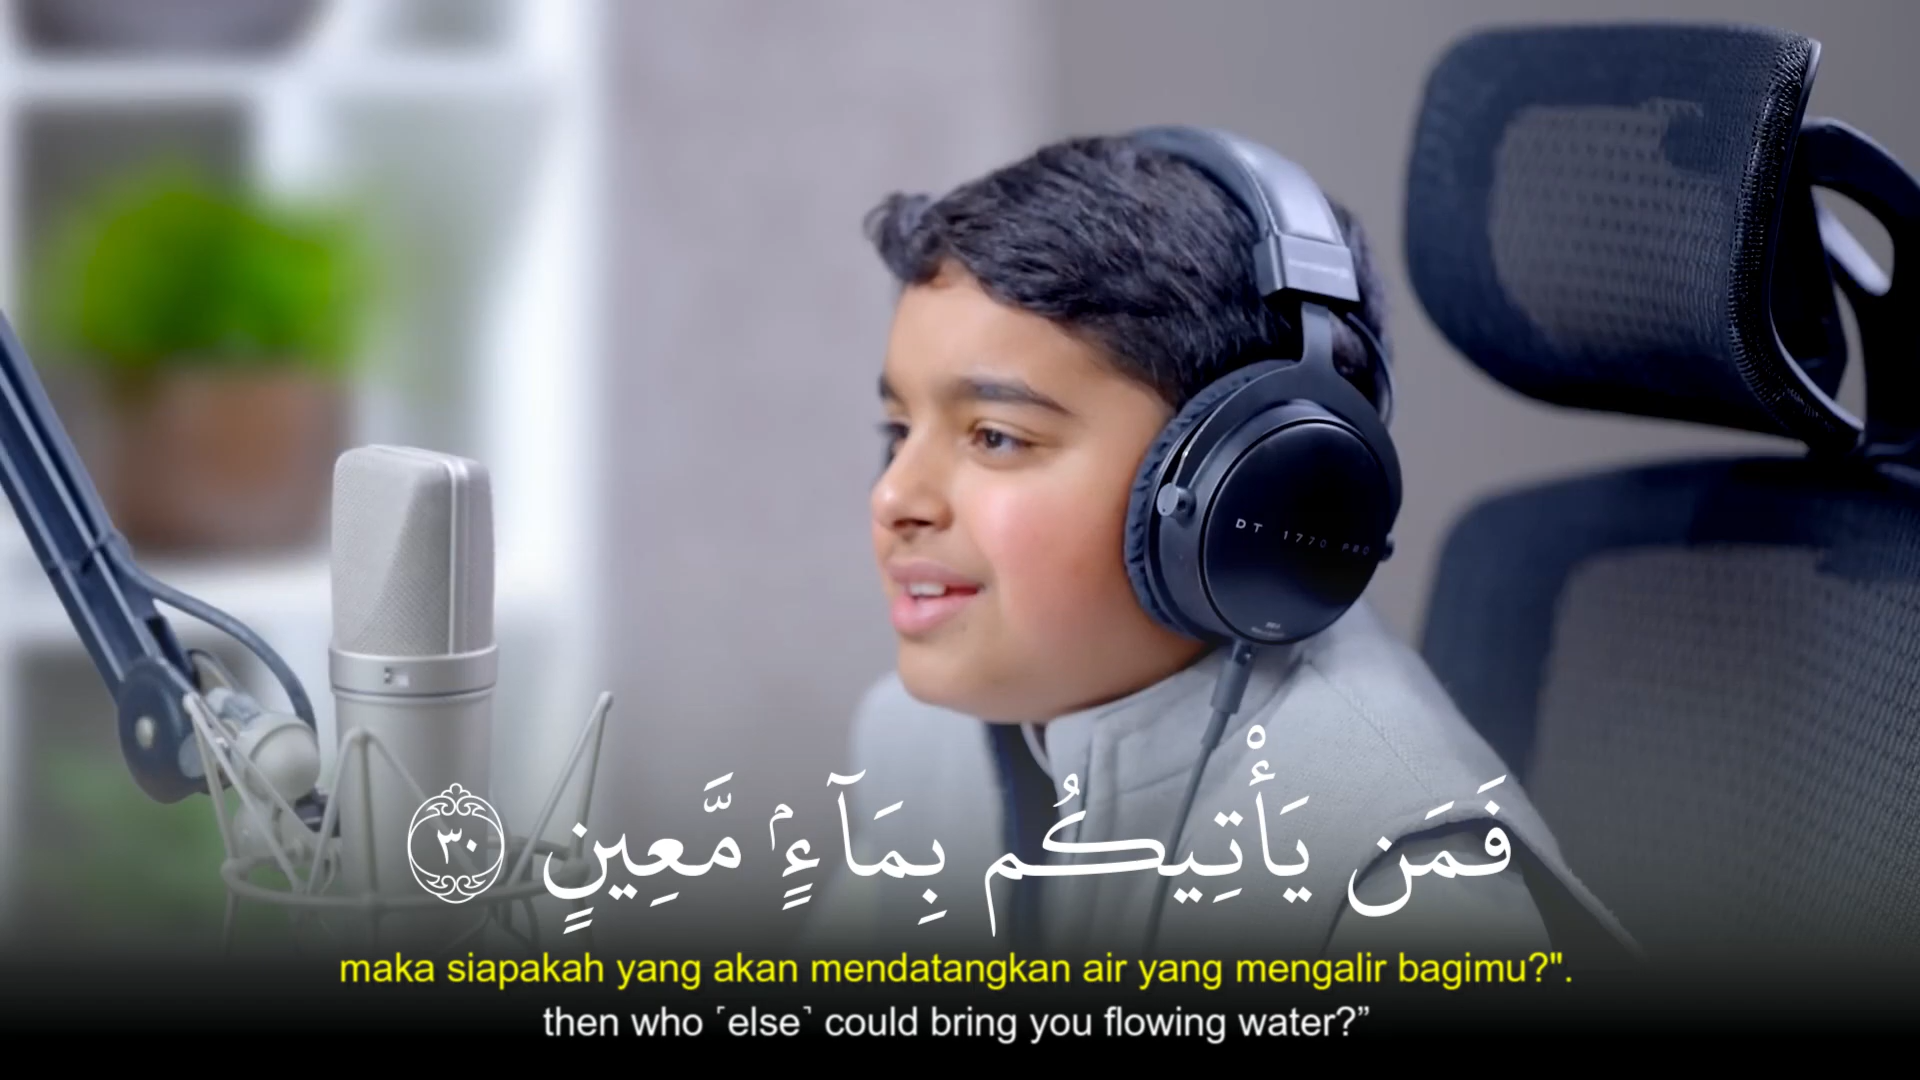 DT 1770 PRO
فَمَن يَأْتِيكُم بِمَآءٍۢ مَّعِينٍ ٣٠
maka siapakah yang akan mendatangkan air yang mengalir bagimu?".
then who ˹else˺ could bring you flowing water?”